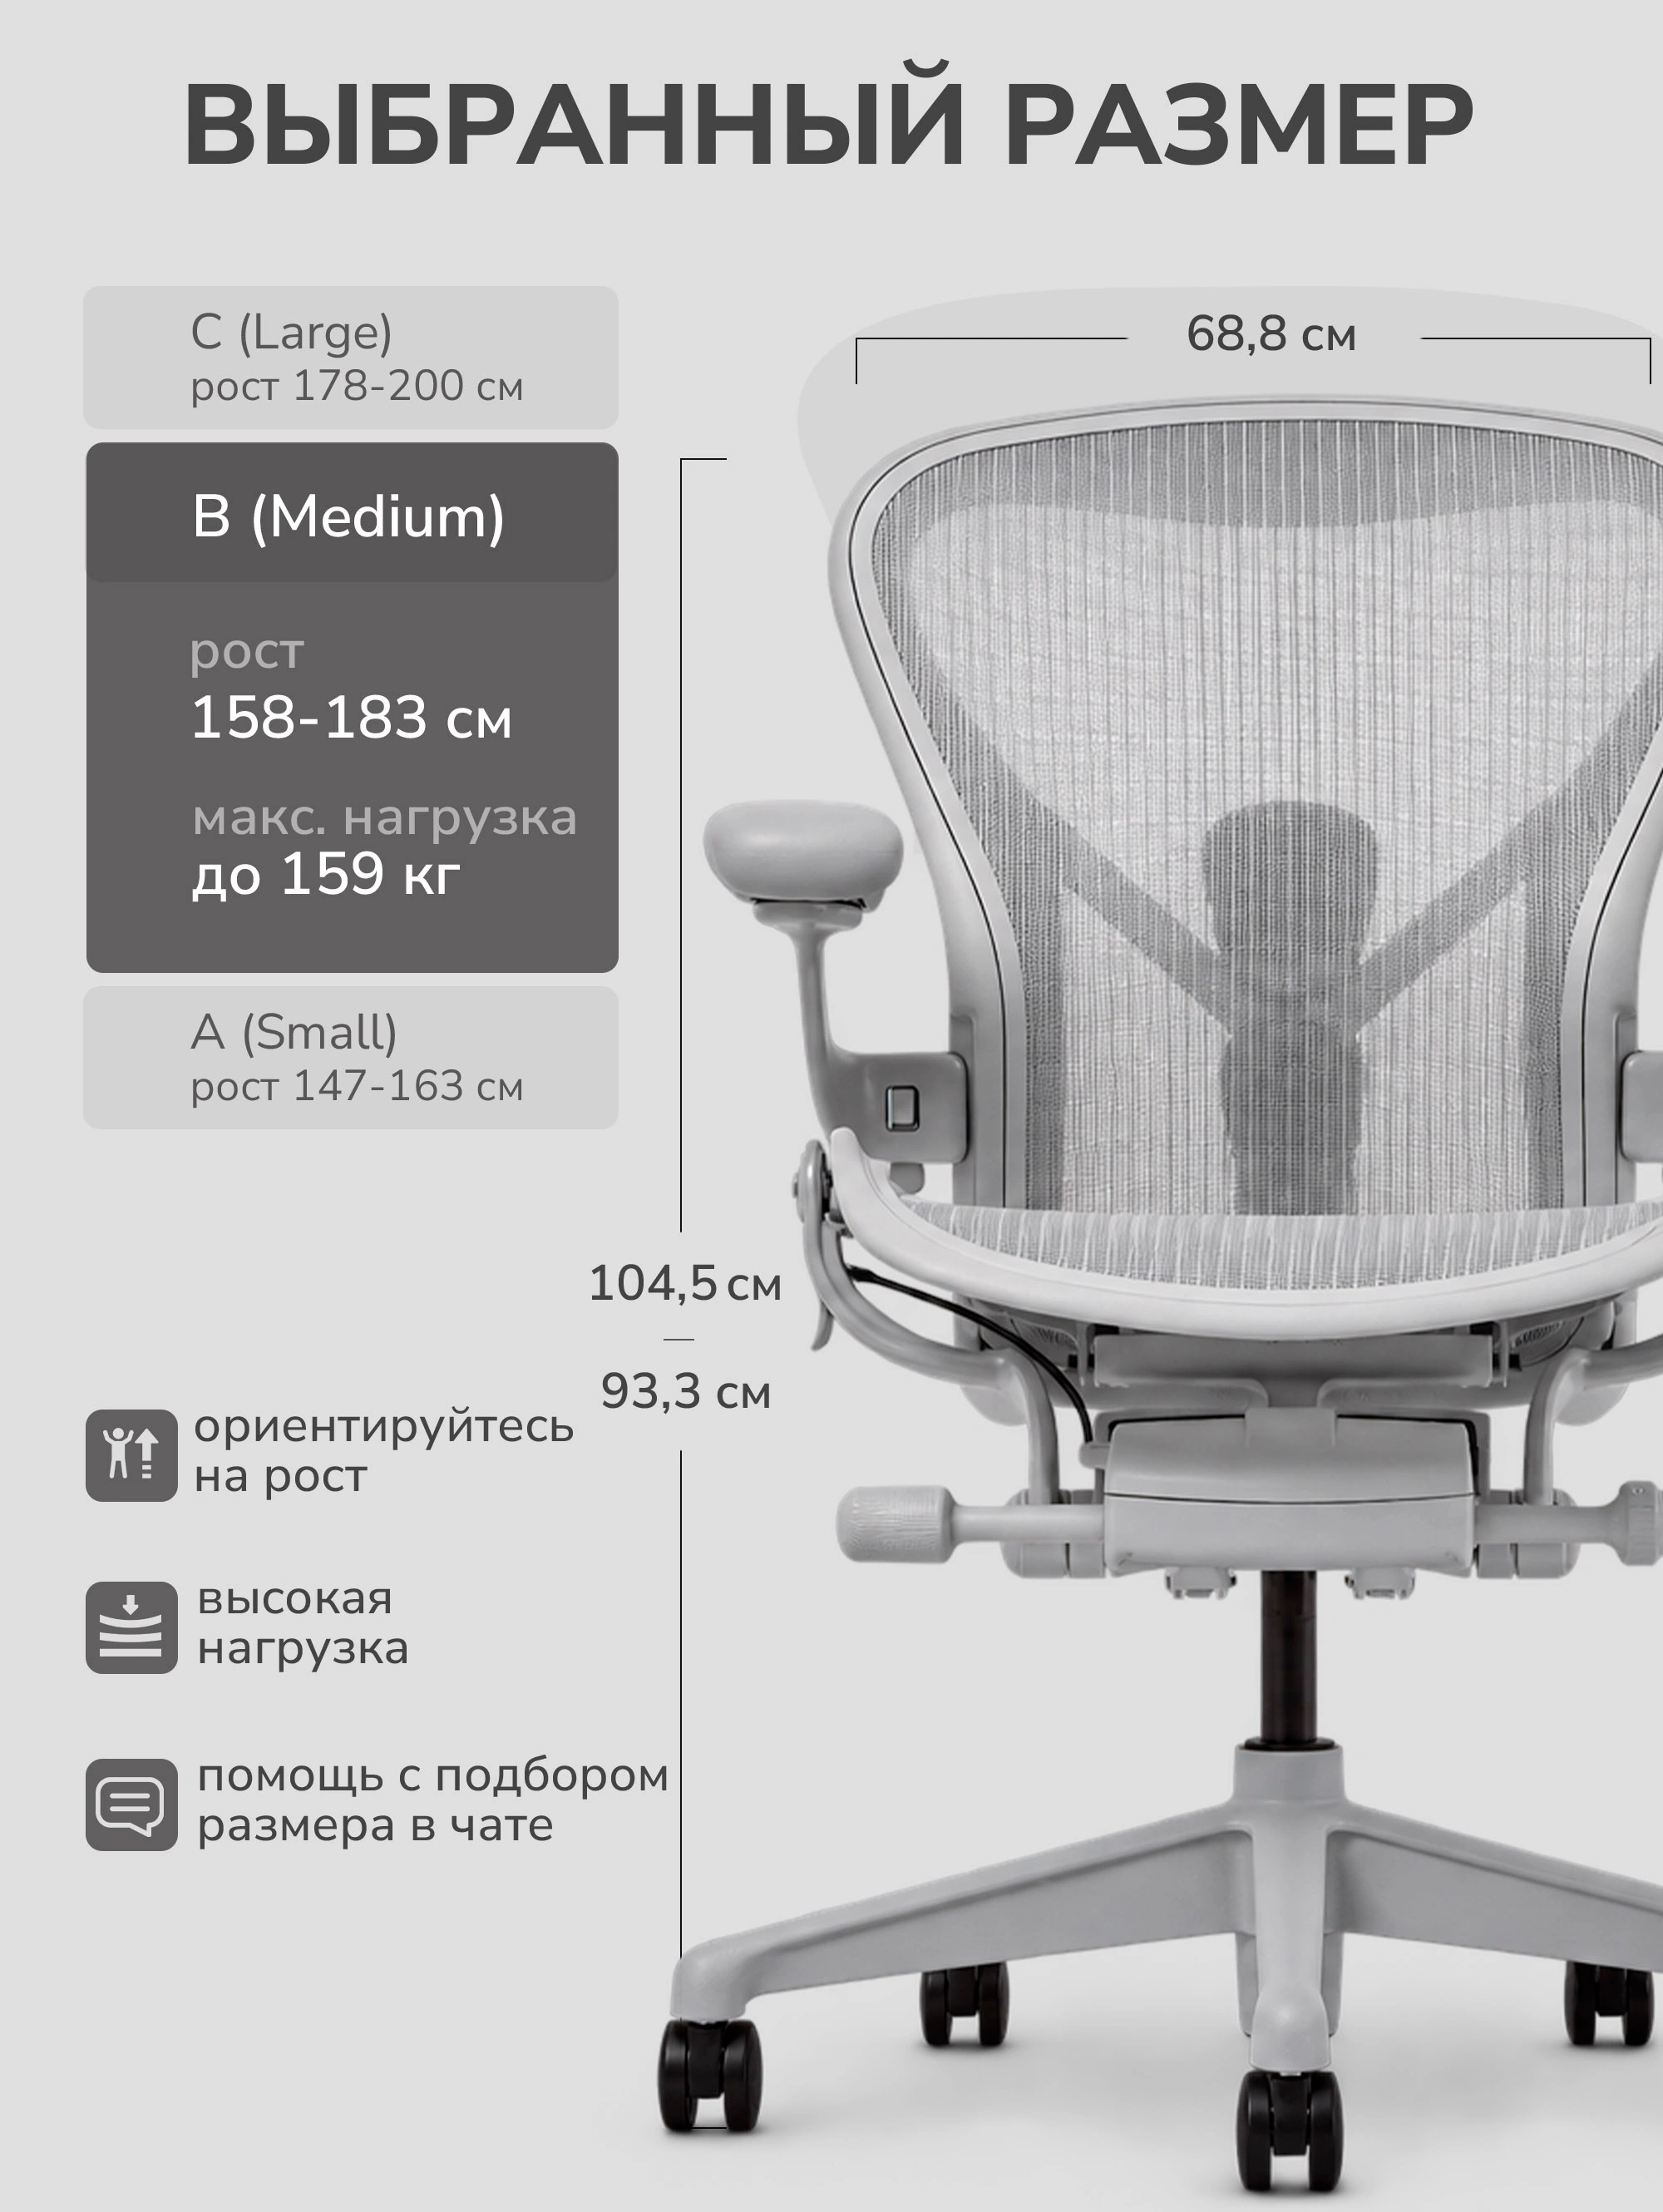 ВЫБРАННЫЙ РАЗМЕР
C (Large)
рост 178-200 см
B (Medium)
рост
158-183 см
макс. нагрузка
до 159 кг
A (Small)
рост 147-163 см
68,8 см
104,5 см
—
93,3 см
ориентируйтесь
на рост
высокая
нагрузка
помощь с подбором
размера в чате